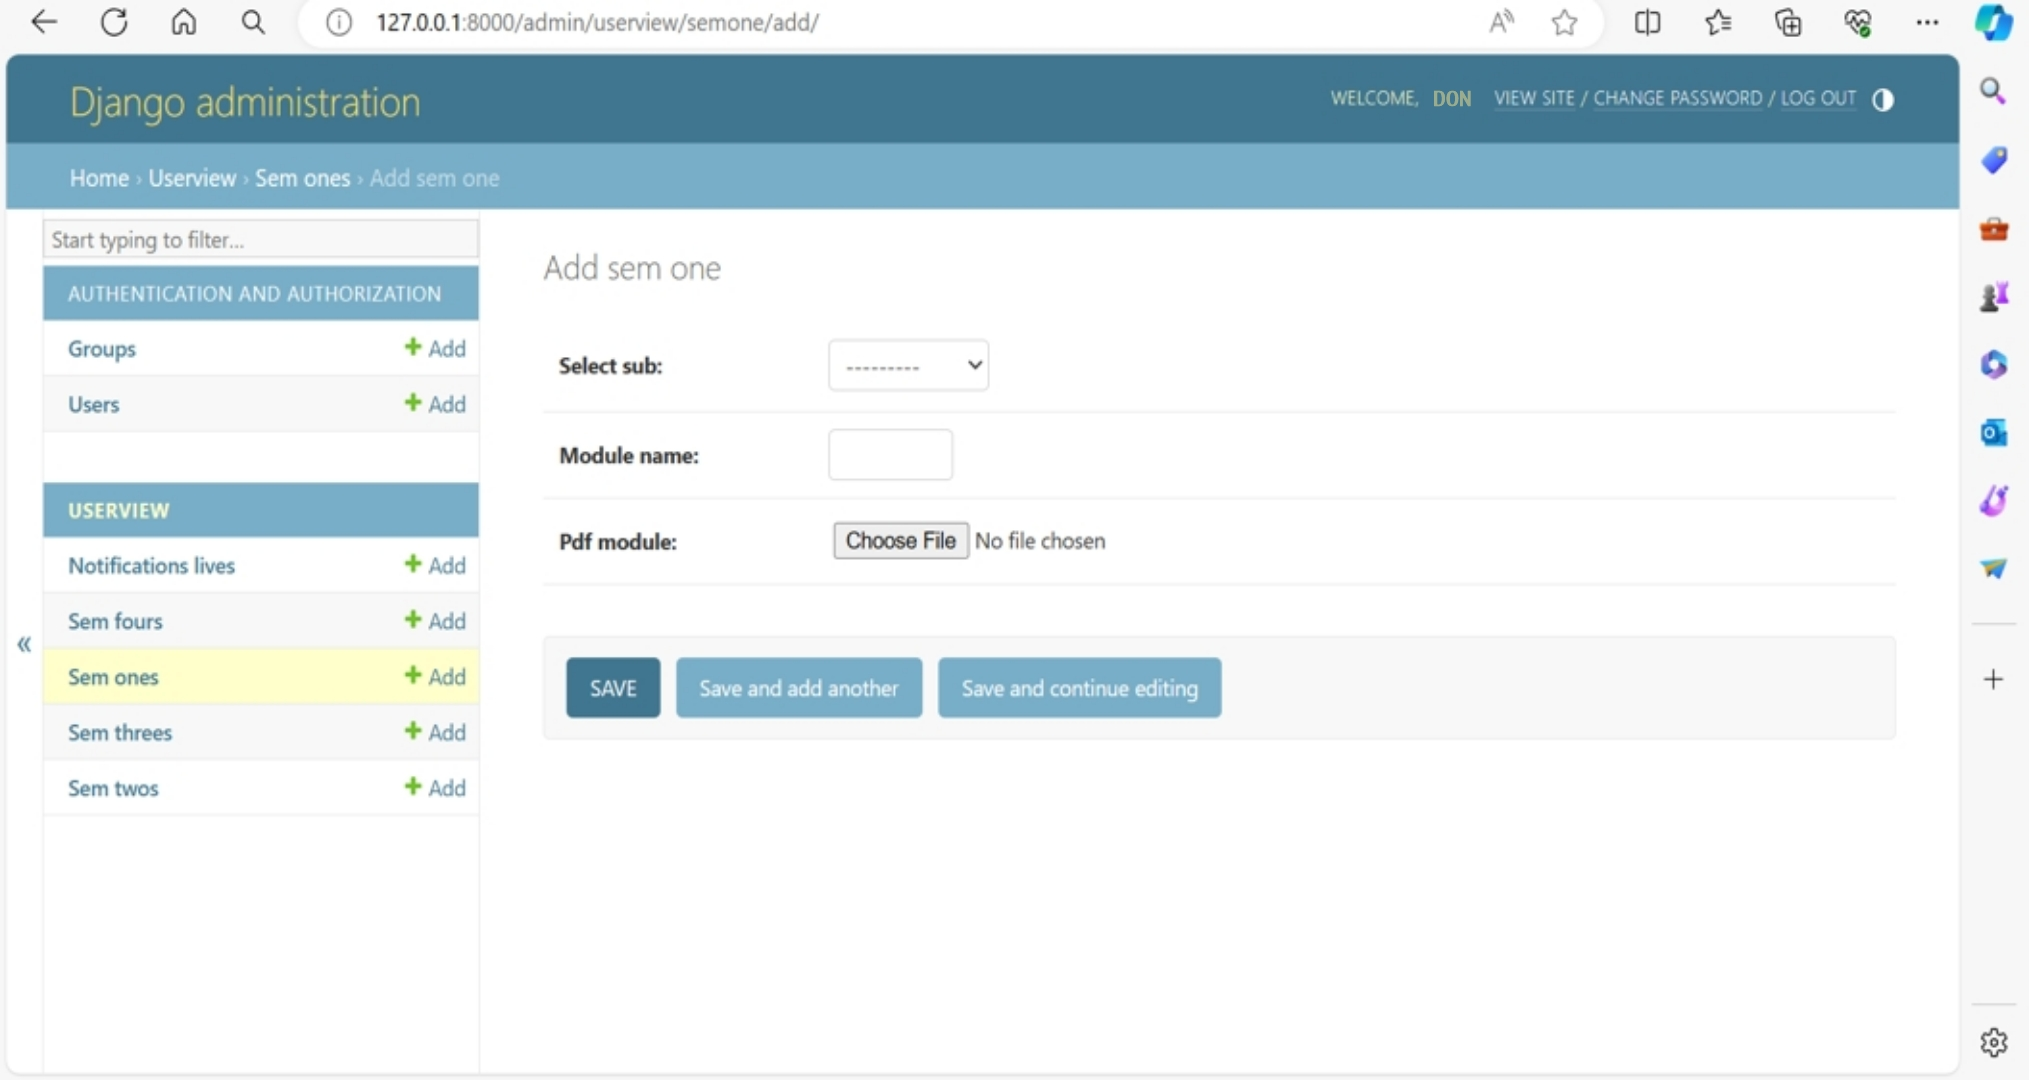 127.0.0.1:8000/admin/userview/semone/add/
Django administration
WELCOME, DON VIEW SITE / CHANGE PASSWORD / LOG OUT
Home › Userview › Sem ones › Add sem one
Start typing to filter...
AUTHENTICATION AND AUTHORIZATION
Groups + Add
Users + Add
USERVIEW
Notifications lives + Add
Sem fours + Add
Sem ones + Add
Sem threes + Add
Sem twos + Add
«
Add sem one
Select sub: ---------
Module name:
Pdf module: Choose File No file chosen
SAVE Save and add another Save and continue editing